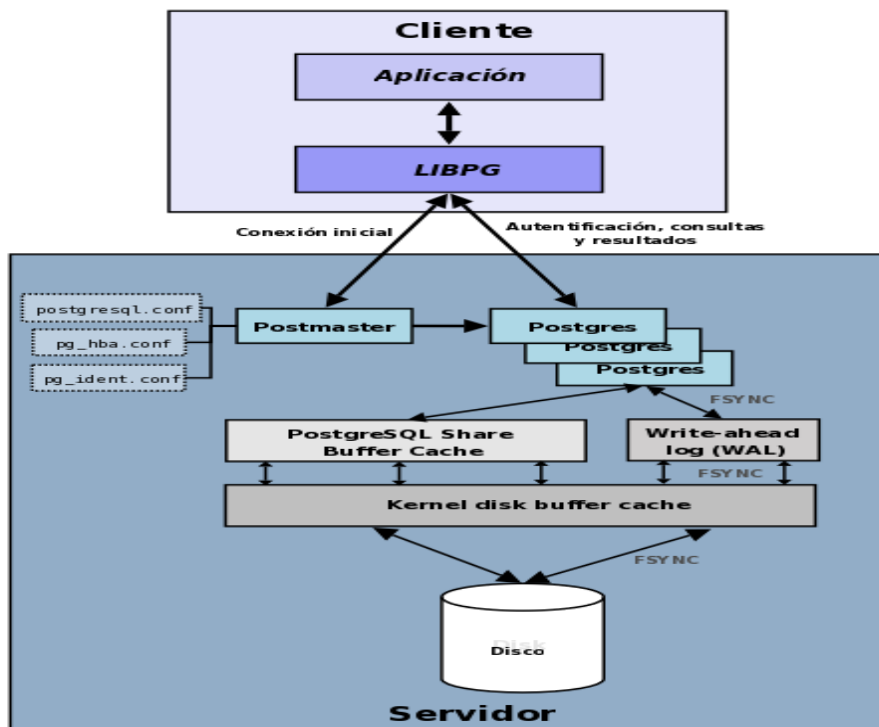 Cliente
Aplicación
LIBPG
Conexión inicial
Autentificación, consultas
y resultados
postgresql.conf
pg_hba.conf
pg_ident.conf
Postmaster
Postgres
Postgres
Postgres
FSYNC
PostgreSQL Share
Buffer Cache
Write-ahead
log (WAL)
FSYNC
Kernel disk buffer cache
FSYNC
Disk
Disco
Servidor